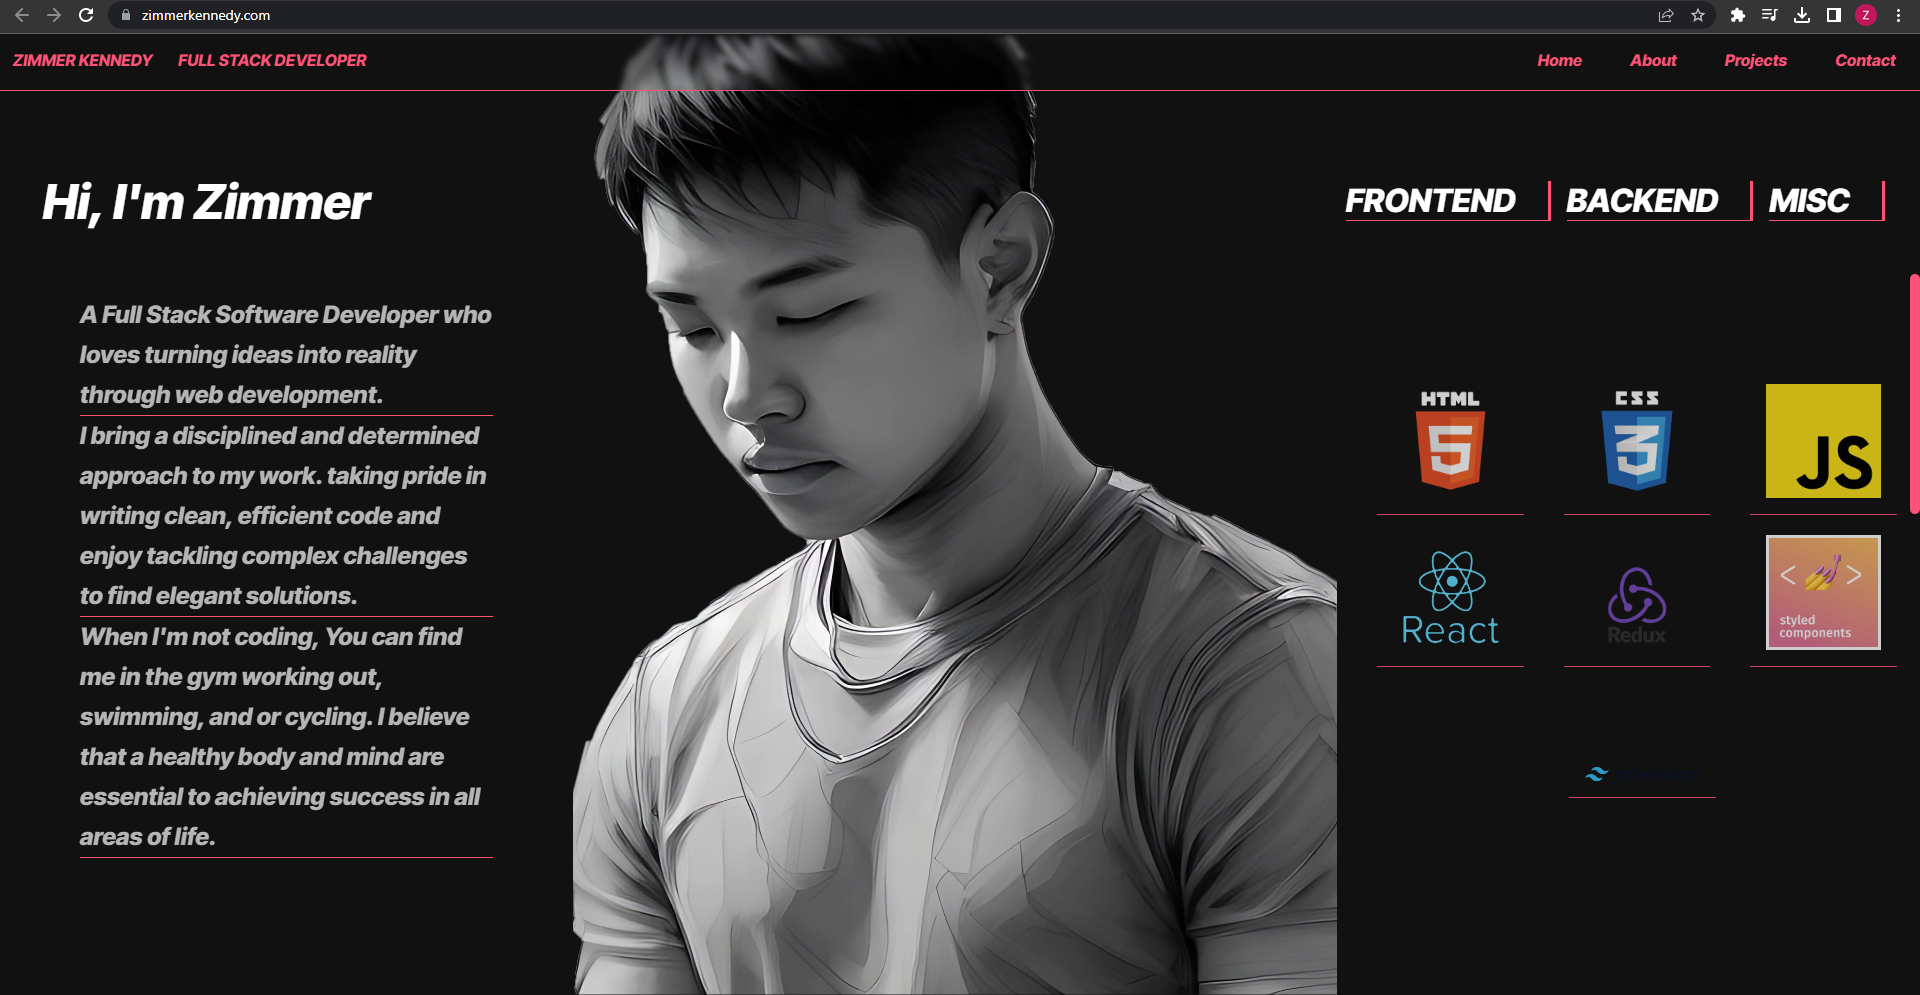 zimmerkennedy.com
Z
ZIMMER KENNEDY FULL STACK DEVELOPER
Home About Projects Contact
Hi, I'm Zimmer
A Full Stack Software Developer who
loves turning ideas into reality
through web development.
I bring a disciplined and determined
approach to my work. taking pride in
writing clean, efficient code and
enjoy tackling complex challenges
to find elegant solutions.
When I'm not coding, You can find
me in the gym working out,
swimming, and or cycling. I believe
that a healthy body and mind are
essential to achieving success in all
areas of life.
FRONTEND BACKEND MISC
HTML
5
CSS
3
JS
React
Redux
< >
styled
components